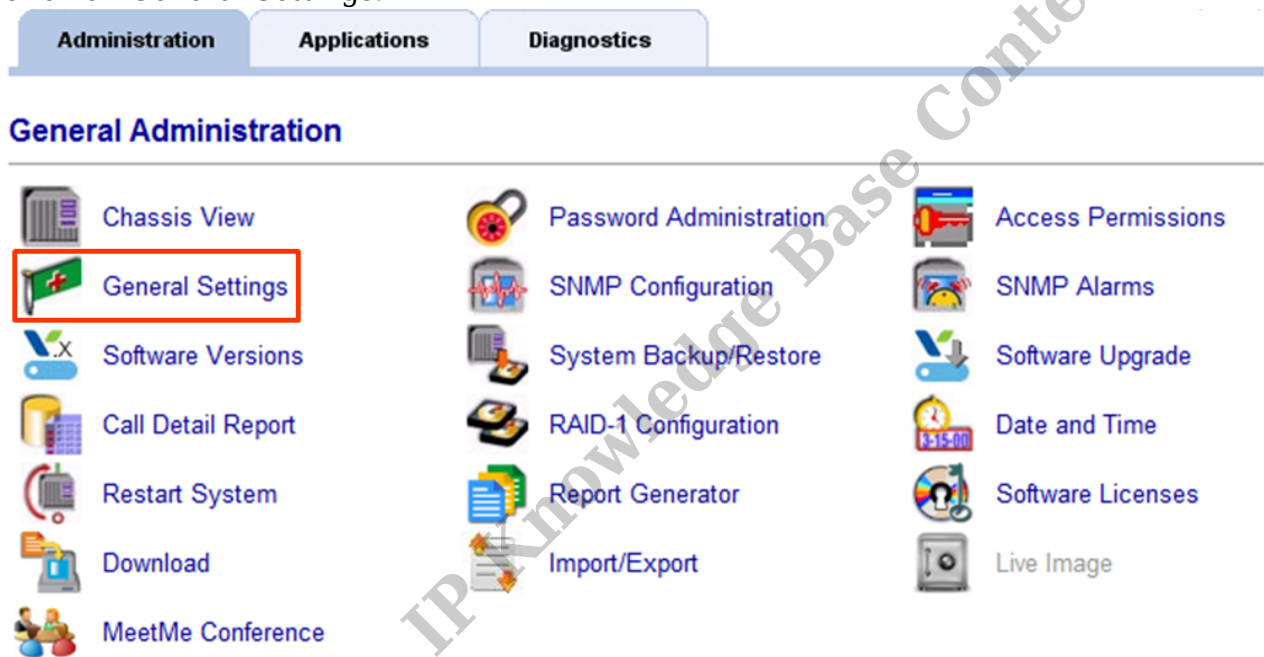 Administration Applications Diagnostics
General Administration
Chassis View Password Administration Access Permissions
General Settings SNMP Configuration SNMP Alarms
Software Versions System Backup/Restore Software Upgrade
Call Detail Report RAID-1 Configuration Date and Time
3-15-00
Restart System Report Generator Software Licenses
Download Import/Export Live Image
MeetMe Conference
IP Knowledge Base